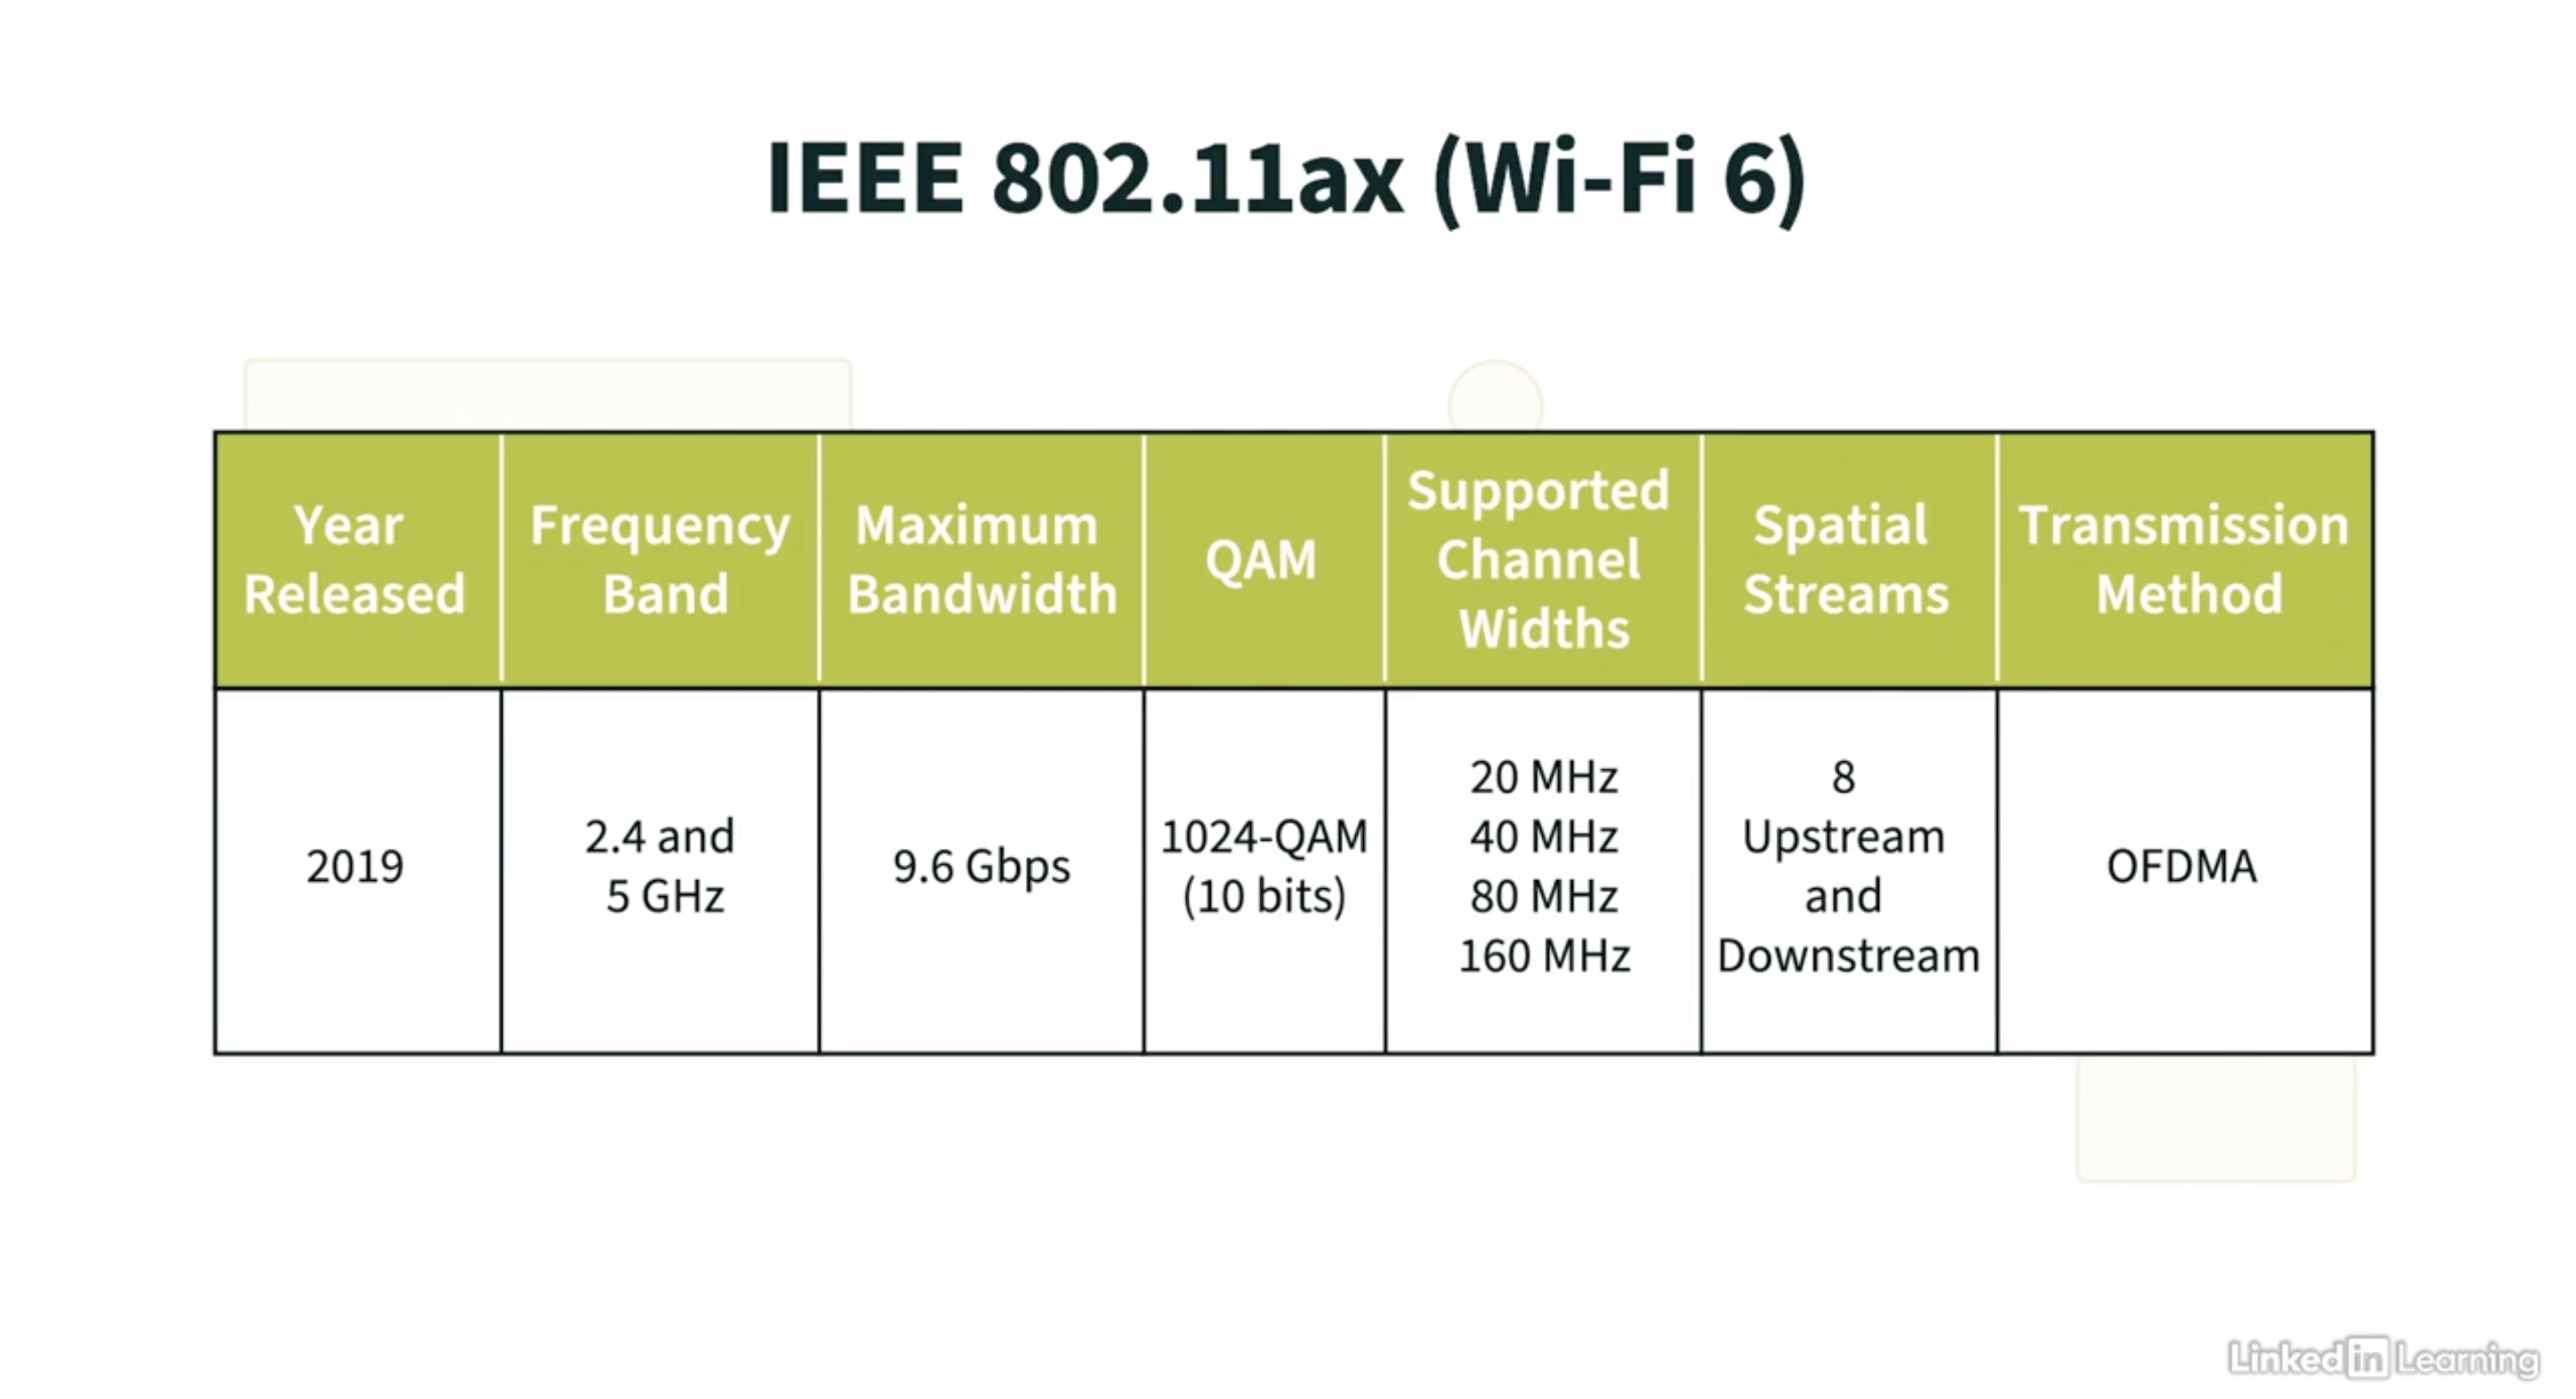 IEEE 802.11ax (Wi-Fi 6)
Year
Released
Frequency
Band
Maximum
Bandwidth
QAM
Supported
Channel
Widths
Spatial
Streams
Transmission
Method
2019
2.4 and
5 GHz
9.6 Gbps
1024-QAM
(10 bits)
20 MHz
40 MHz
80 MHz
160 MHz
8
Upstream
and
Downstream
OFDMA
Linked in Learning